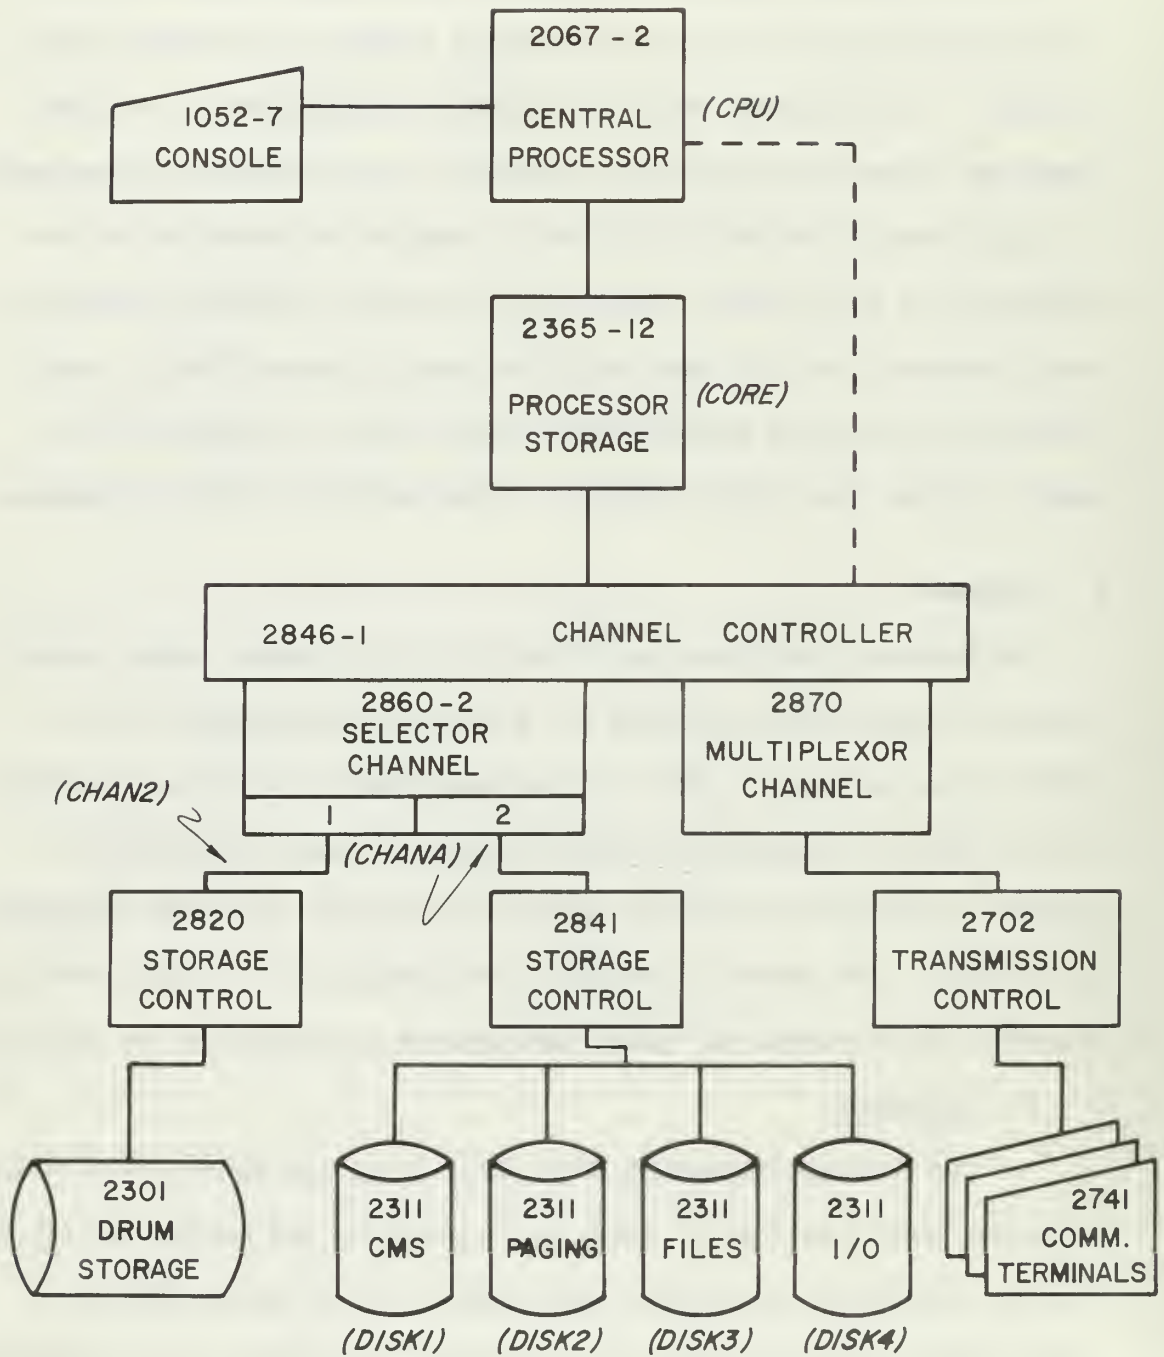 2067-2
CENTRAL
PROCESSOR
(CPU)
1052-7
CONSOLE
2365-12
PROCESSOR
STORAGE
(CORE)
2846-1 CHANNEL CONTROLLER
2860-2
SELECTOR
CHANNEL
1 2
2870
MULTIPLEXOR
CHANNEL
(CHAN2)
(CHANA)
2820
STORAGE
CONTROL
2841
STORAGE
CONTROL
2702
TRANSMISSION
CONTROL
2301
DRUM
STORAGE
2311
CMS
(DISK1)
2311
PAGING
(DISK2)
2311
FILES
(DISK3)
2311
I/O
(DISK4)
2741
COMM.
TERMINALS